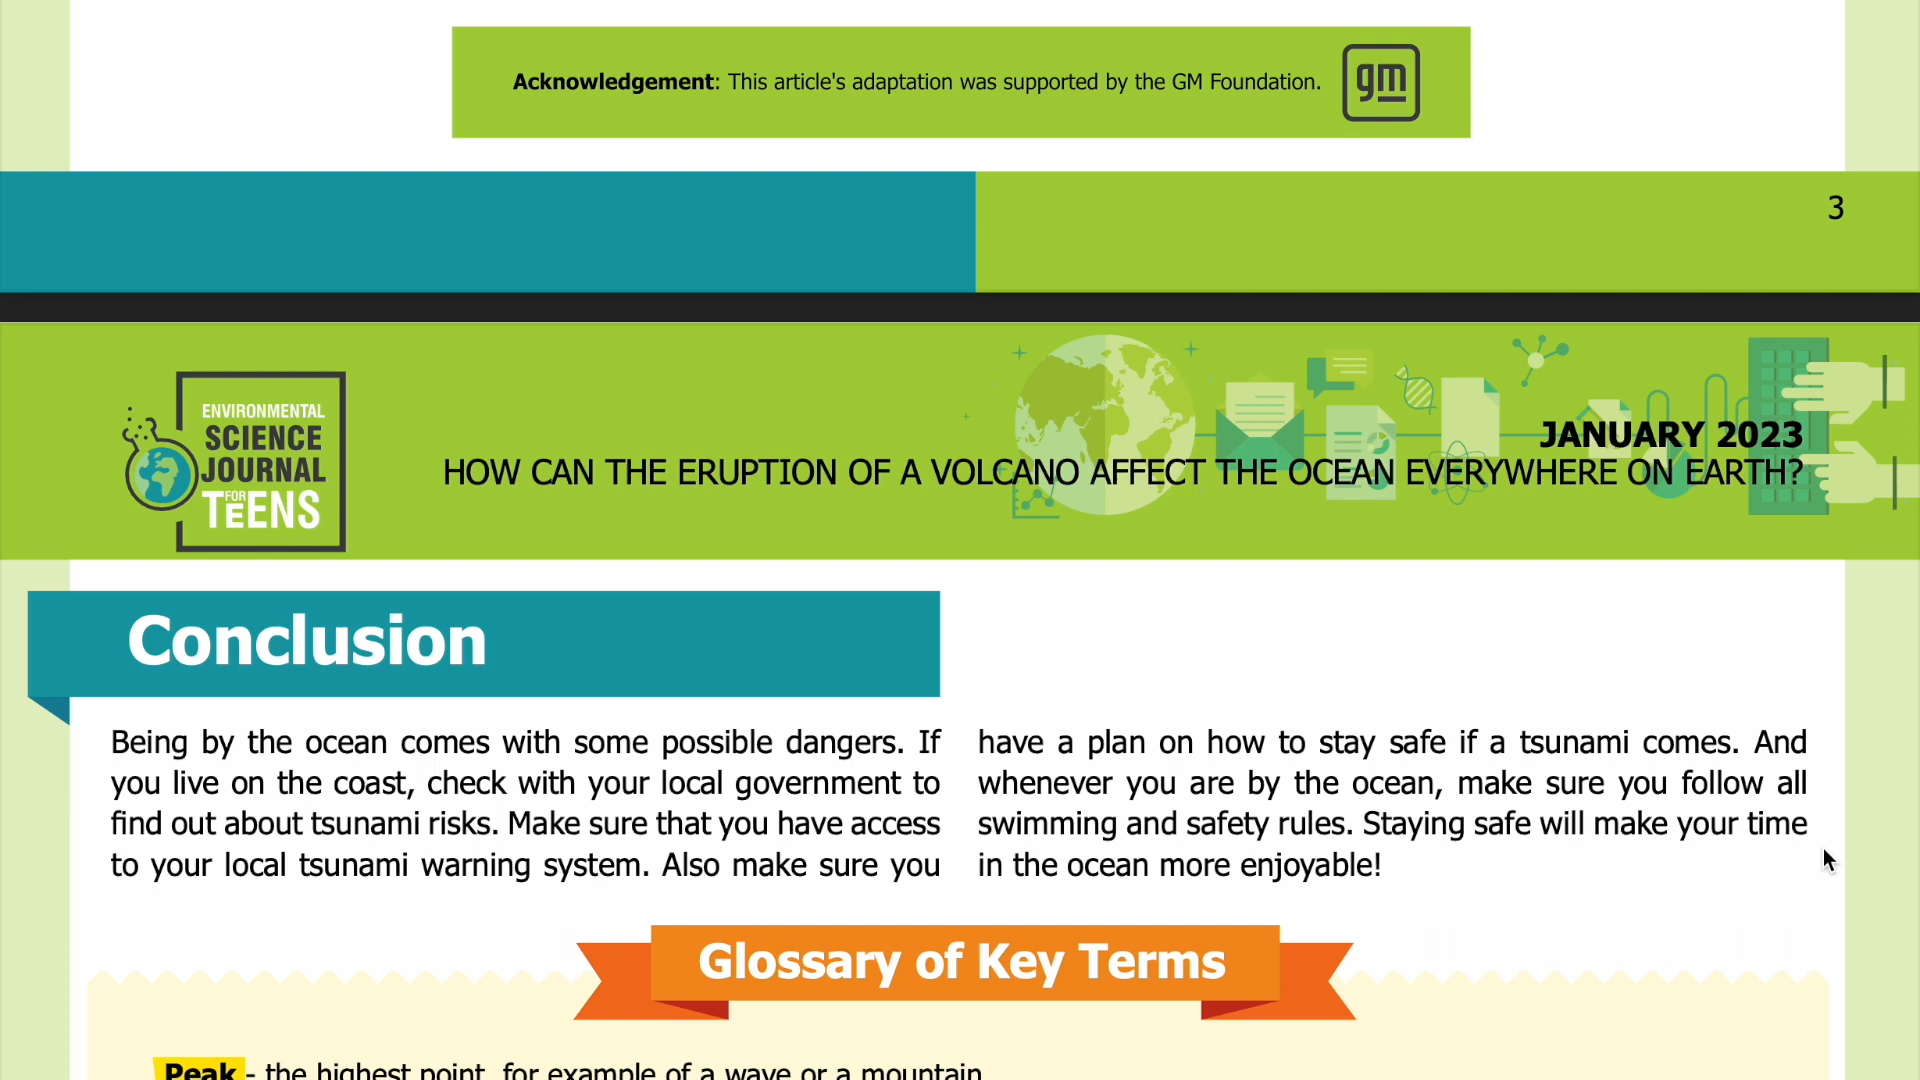 Acknowledgement: This article's adaptation was supported by the GM Foundation.
gm
3
ENVIRONMENTAL
SCIENCE
JOURNAL
FOR
TEENS
JANUARY 2023
HOW CAN THE ERUPTION OF A VOLCANO AFFECT THE OCEAN EVERYWHERE ON EARTH?
Conclusion
Being by the ocean comes with some possible dangers. If
you live on the coast, check with your local government to
find out about tsunami risks. Make sure that you have access
to your local tsunami warning system. Also make sure you
have a plan on how to stay safe if a tsunami comes. And
whenever you are by the ocean, make sure you follow all
swimming and safety rules. Staying safe will make your time
in the ocean more enjoyable!
Glossary of Key Terms
Peak - the highest point, for example of a wave or a mountain